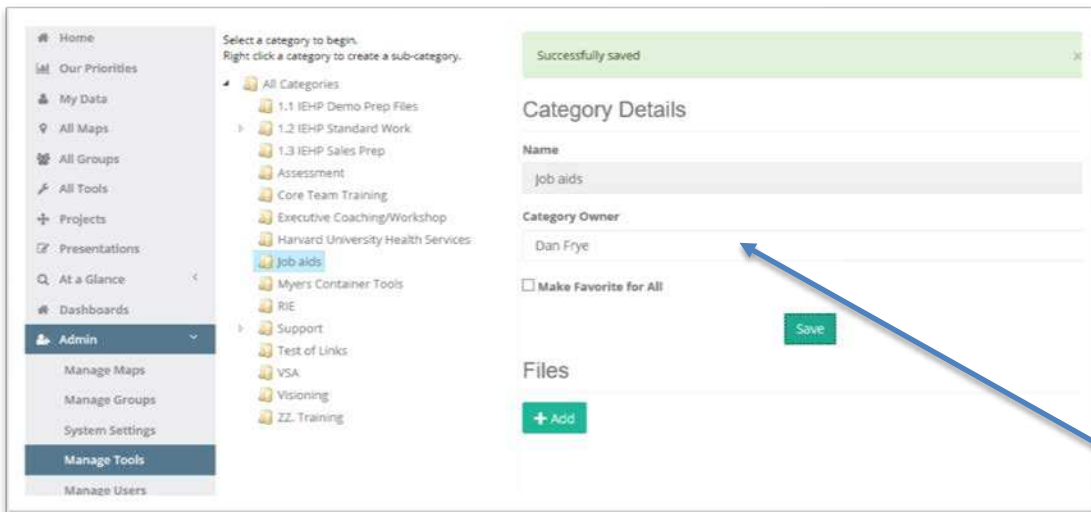 Home
Our Priorities
My Data
All Maps
All Groups
All Tools
Projects
Presentations
At a Glance
Dashboards
Admin
Manage Maps
Manage Groups
System Settings
Manage Tools
Manage Users
Select a category to begin.
Right click a category to create a sub-category.
All Categories
1.1 IEHP Demo Prep Files
1.2 IEHP Standard Work
1.3 IEHP Sales Prep
Assessment
Core Team Training
Executive Coaching/Workshop
Harvard University Health Services
Job aids
Myers Container Tools
RIE
Support
Test of Links
VSA
Visioning
ZZ. Training
Successfully saved ×
Category Details
Name
Job aids
Category Owner
Dan Frye
Make Favorite for All
Save
Files
+ Add